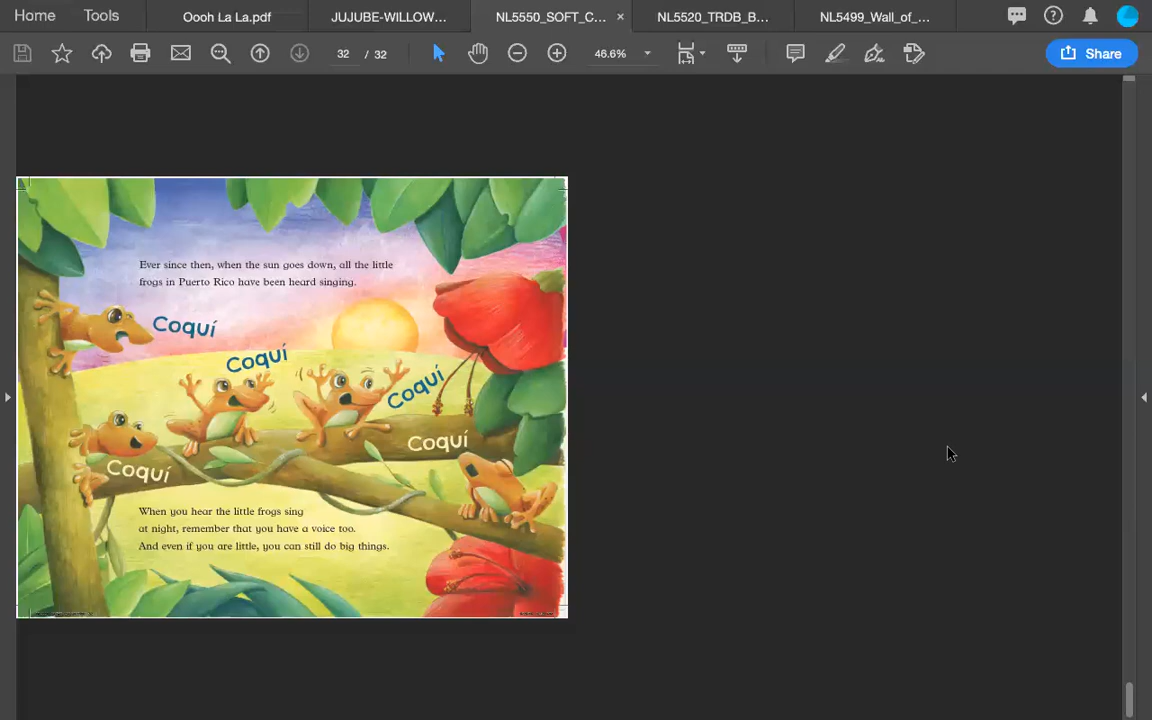 Home
Tools
Oooh La La.pdf
JUJUBE-WILLOW...
NL5550_SOFT_C... ×
NL5520_TRDB_B...
NL5499_Wall_of_...
32 / 32
46.6%
Share
Ever since then, when the sun goes down, all the little
frogs in Puerto Rico have been heard singing.
Coquí
Coquí
Coquí
Coquí
Coquí
When you hear the little frogs sing
at night, remember that you have a voice too.
And even if you are little, you can still do big things.